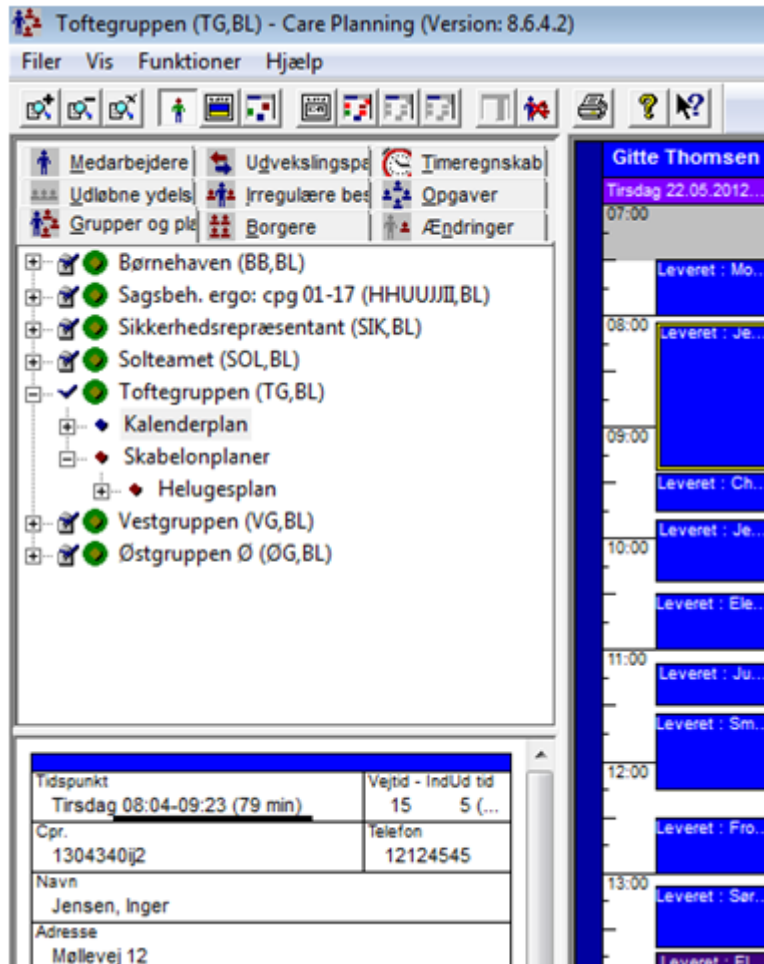 Toftegruppen (TG,BL) - Care Planning (Version: 8.6.4.2)
Filer Vis Funktioner Hjælp
Medarbejdere Udvekslingspa Timeregnskab
Udløbne ydels Irregulære bes Opgaver
Grupper og pla Borgere Ændringer
Børnehaven (BB,BL)
Sagsbeh. ergo: cpg 01-17 (HHUUJJII,BL)
Sikkerhedsrepræsentant (SIK,BL)
Solteamet (SOL,BL)
Toftegruppen (TG,BL)
Kalenderplan
Skabelonplaner
Helugesplan
Vestgruppen (VG,BL)
Østgruppen Ø (ØG,BL)
Tidspunkt Vejtid - IndUd tid
Tirsdag 08:04-09:23 (79 min) 15 5 (...
Cpr. Telefon
1304340ij2 12124545
Navn
Jensen, Inger
Adresse
Møllevej 12
Gitte Thomsen
Tirsdag 22.05.2012...
07:00
Leveret : Mo...
08:00
Leveret : Je...
09:00
Leveret : Ch...
Leveret : Je...
10:00
Leveret : Ele...
11:00
Leveret : Ju...
Leveret : Sm...
12:00
Leveret : Fro...
13:00
Leveret : Sør...
Leveret : El...